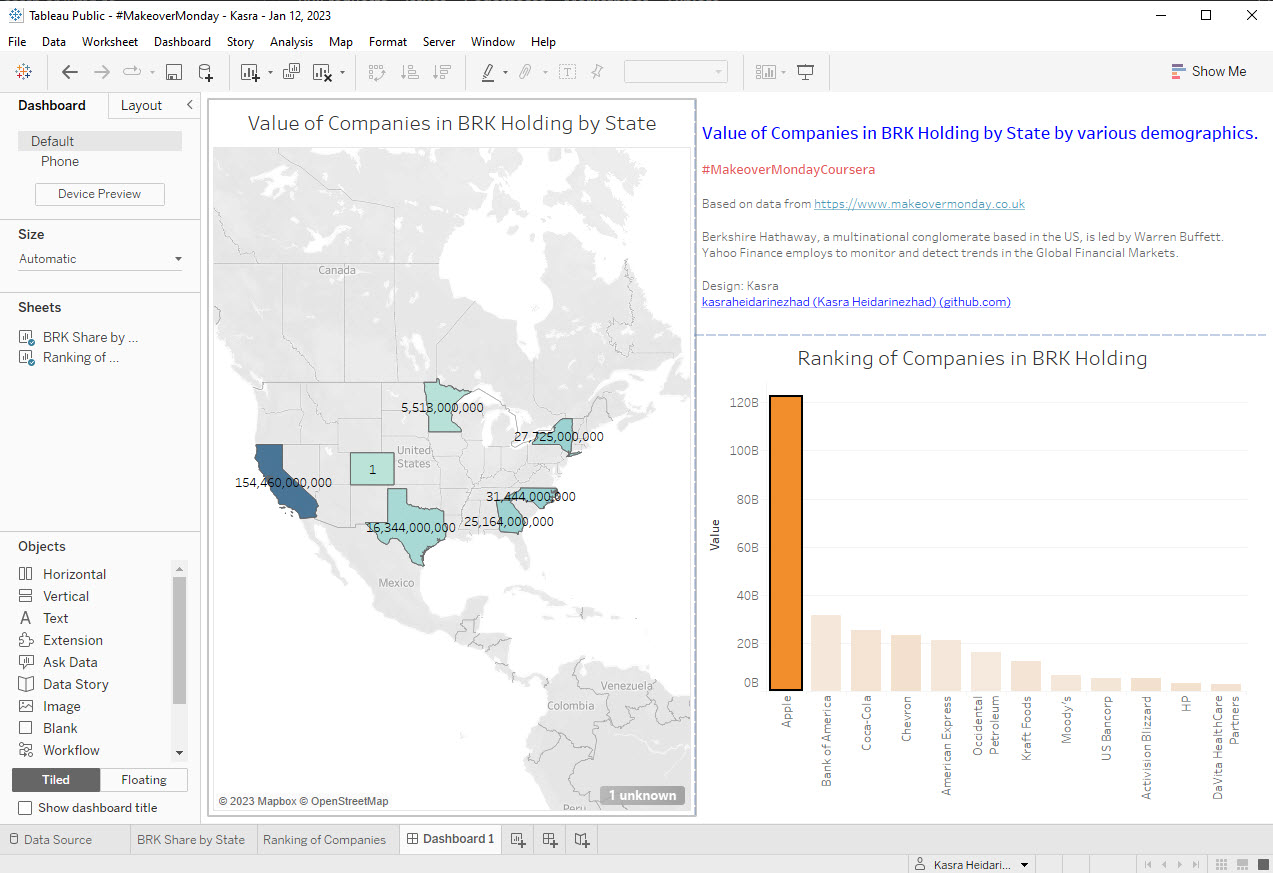 Tableau Public - #MakeoverMonday - Kasra - Jan 12, 2023
File Data Worksheet Dashboard Story Analysis Map Format Server Window Help
Show Me
Dashboard Layout
Default
Phone
Device Preview
Size
Automatic
Sheets
BRK Share by ...
Ranking of ...
Objects
Horizontal
Vertical
Text
Extension
Ask Data
Data Story
Image
Blank
Workflow
Tiled Floating
Show dashboard title
Value of Companies in BRK Holding by State
Canada
5,513,000,000
27,725,000,000
United
States
1
154,460,000,000
31,444,000,000
25,164,000,000
16,344,000,000
Mexico
Venezuela
Colombia
Peru
1 unknown
© 2023 Mapbox © OpenStreetMap
Value of Companies in BRK Holding by State by various demographics.
#MakeoverMondayCoursera
Based on data from https://www.makeovermonday.co.uk
Berkshire Hathaway, a multinational conglomerate based in the US, is led by Warren Buffett.
Yahoo Finance employs to monitor and detect trends in the Global Financial Markets.
Design: Kasra
kasraheidarinezhad (Kasra Heidarinezhad) (github.com)
Ranking of Companies in BRK Holding
120B
100B
80B
60B
40B
20B
0B
Value
Apple
Bank of America
Coca-Cola
Chevron
American Express
Occidental
Petroleum
Kraft Foods
Moody's
US Bancorp
Activision Blizzard
HP
DaVita HealthCare
Partners
Data Source BRK Share by State Ranking of Companies Dashboard 1
Kasra Heidari...